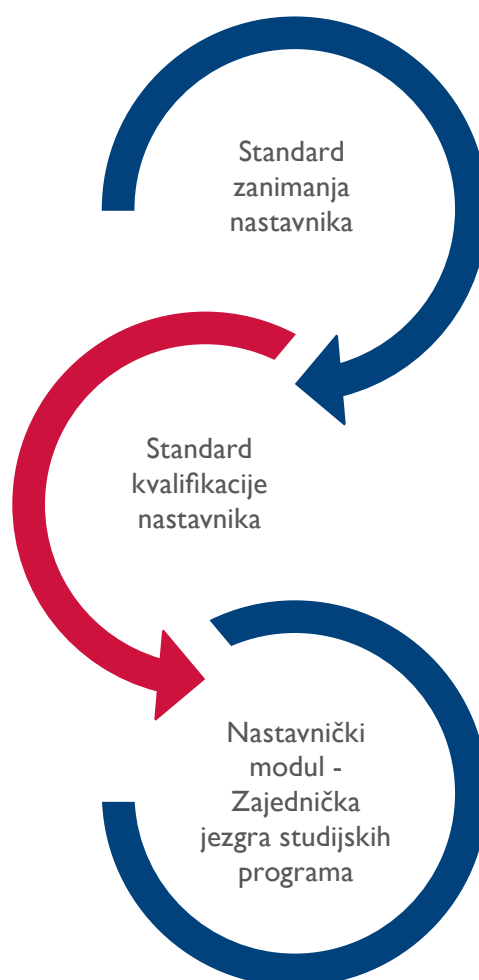 Standard
zanimanja
nastavnika
Standard
kvalifikacije
nastavnika
Nastavnički
modul -
Zajednička
jezgra studijskih
programa